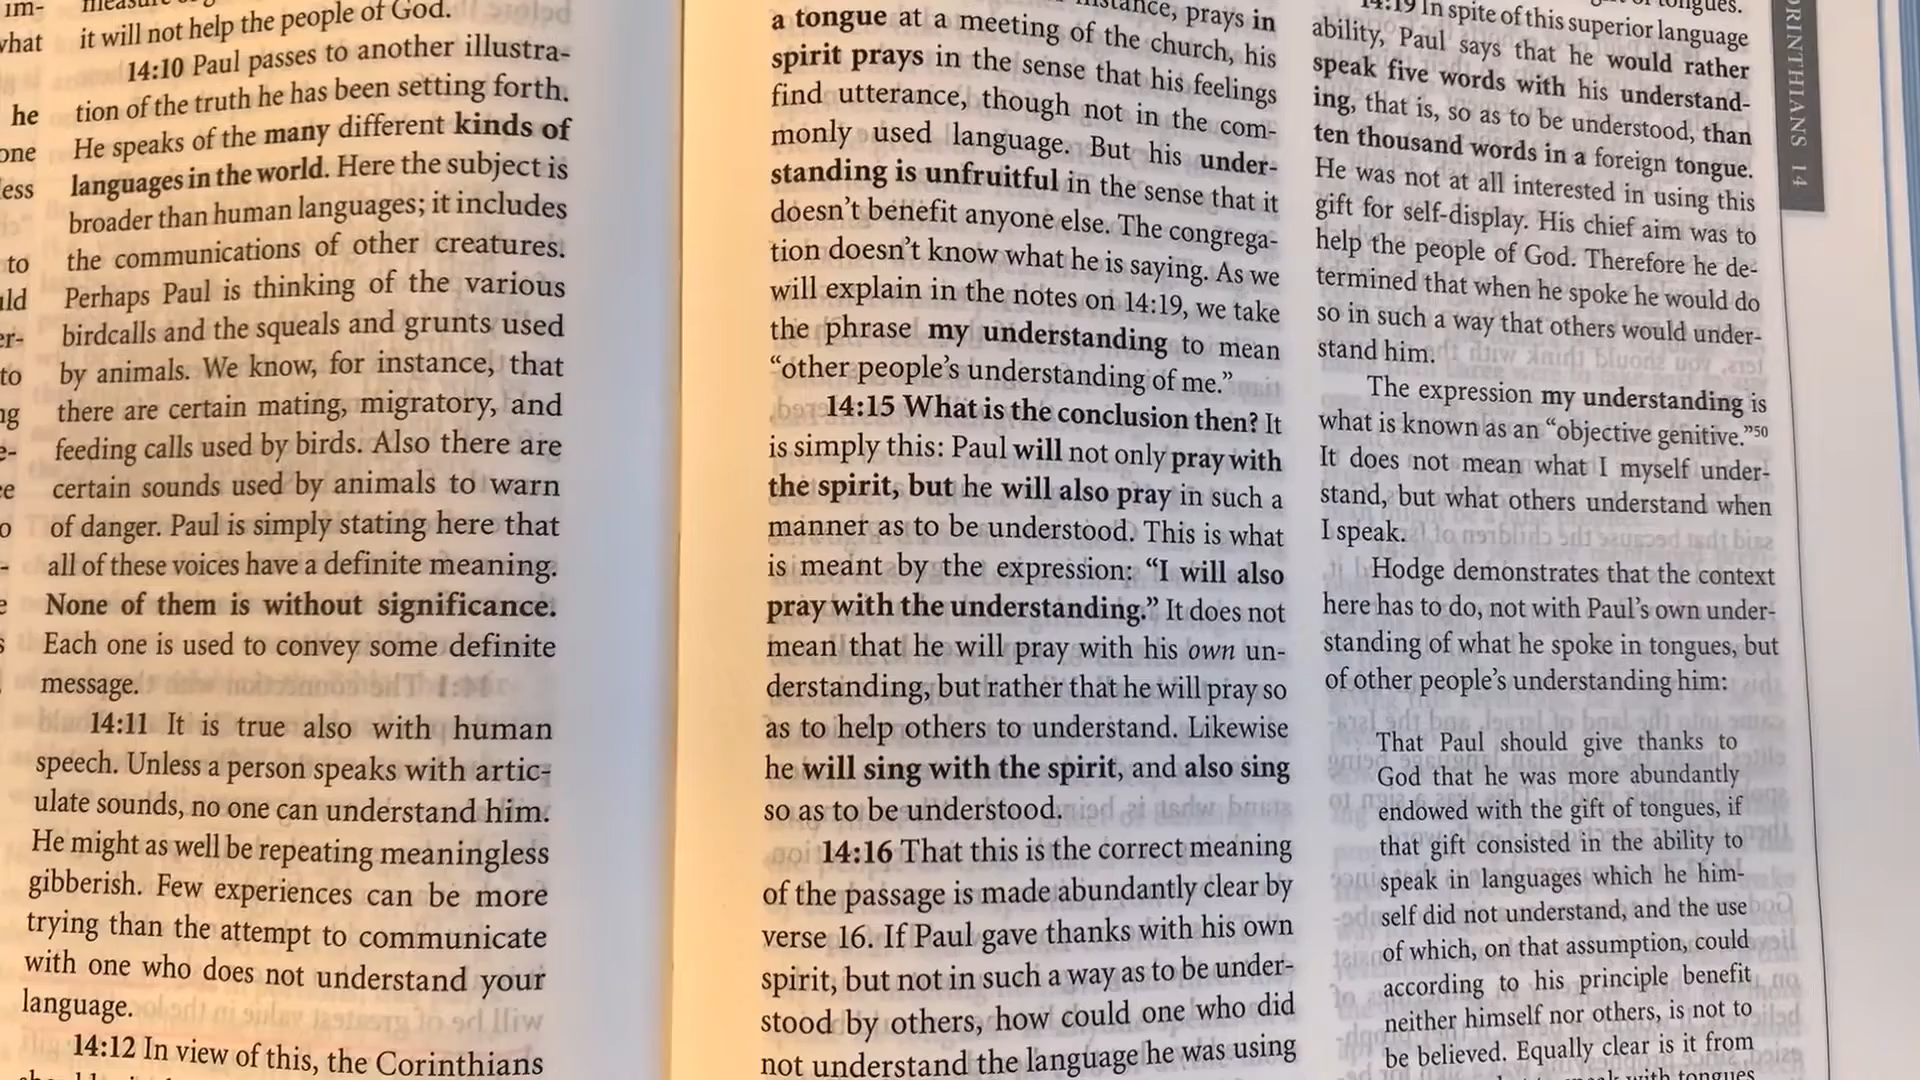 im-
what
he
one
less
to
uld
er-
to
ng
e-
ce
o
it will not help the people of God.
14:10 Paul passes to another illustra-
tion of the truth he has been setting forth.
He speaks of the many different kinds of
languages in the world. Here the subject is
broader than human languages; it includes
the communications of other creatures.
Perhaps Paul is thinking of the various
birdcalls and the squeals and grunts used
by animals. We know, for instance, that
there are certain mating, migratory, and
feeding calls used by birds. Also there are
certain sounds used by animals to warn
of danger. Paul is simply stating here that
all of these voices have a definite meaning.
None of them is without significance.
Each one is used to convey some definite
message.
14:11 It is true also with human
speech. Unless a person speaks with artic-
ulate sounds, no one can understand him.
He might as well be repeating meaningless
gibberish. Few experiences can be more
trying than the attempt to communicate
with one who does not understand your
language.
14:12 In view of this, the Corinthians
instance, prays in
a tongue at a meeting of the church, his
spirit prays in the sense that his feelings
find utterance, though not in the com-
monly used language. But his under-
standing is unfruitful in the sense that it
doesn't benefit anyone else. The congrega-
tion doesn't know what he is saying. As we
will explain in the notes on 14:19, we take
the phrase my understanding to mean
"other people's understanding of me."
14:15 What is the conclusion then? It
is simply this: Paul will not only pray with
the spirit, but he will also pray in such a
manner as to be understood. This is what
is meant by the expression: "I will also
pray with the understanding." It does not
mean that he will pray with his own un-
derstanding, but rather that he will pray so
as to help others to understand. Likewise
he will sing with the spirit, and also sing
so as to be understood.
14:16 That this is the correct meaning
of the passage is made abundantly clear by
verse 16. If Paul gave thanks with his own
spirit, but not in such a way as to be under-
stood by others, how could one who did
not understand the language he was using
tongues.
14:19 In spite of this superior language
ability, Paul says that he would rather
speak five words with his understand-
ing, that is, so as to be understood, than
ten thousand words in a foreign tongue.
He was not at all interested in using this
gift for self-display. His chief aim was to
help the people of God. Therefore he de-
termined that when he spoke he would do
so in such a way that others would under-
stand him.
The expression my understanding is
what is known as an "objective genitive."50
It does not mean what I myself under-
stand, but what others understand when
I speak.
Hodge demonstrates that the context
here has to do, not with Paul's own under-
standing of what he spoke in tongues, but
of other people's understanding him:
That Paul should give thanks to
God that he was more abundantly
endowed with the gift of tongues, if
that gift consisted in the ability to
speak in languages which he him-
self did not understand, and the use
of which, on that assumption, could
according to his principle benefit
neither himself nor others, is not to
be believed. Equally clear is it from
with tongues
ORINTHIANS 14